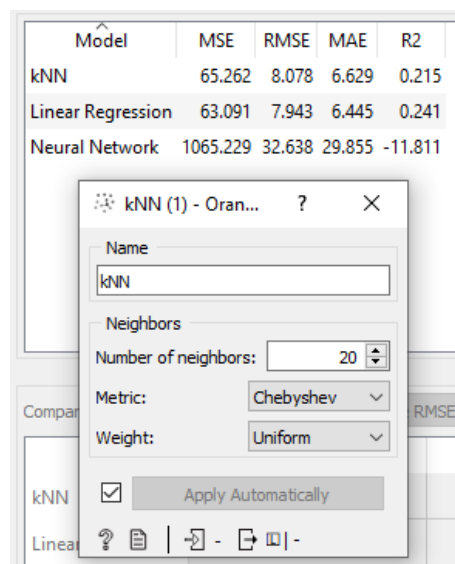 Model MSE RMSE MAE R2
kNN 65.262 8.078 6.629 0.215
Linear Regression 63.091 7.943 6.445 0.241
Neural Network 1065.229 32.638 29.855 -11.811
kNN (1) - Oran... ?
Name
kNN
Neighbors
Number of neighbors: 20
Metric: Chebyshev
Compar RMSE
Weight: Uniform
kNN
Apply Automatically
Linea
? | - | -